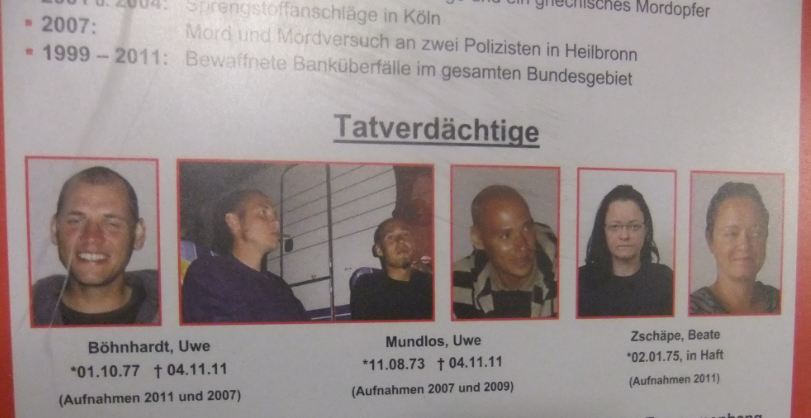 2004: Sprengstoffanschläge in Köln
ein griechisches Mordopfer
▪ 2007: Mord und Mordversuch an zwei Polizisten in Heilbronn
▪ 1999 – 2011: Bewaffnete Banküberfälle im gesamten Bundesgebiet
Tatverdächtige
Böhnhardt, Uwe
*01.10.77 † 04.11.11
(Aufnahmen 2011 und 2007)
Mundlos, Uwe
*11.08.73 † 04.11.11
(Aufnahmen 2007 und 2009)
Zschäpe, Beate
*02.01.75, in Haft
(Aufnahmen 2011)